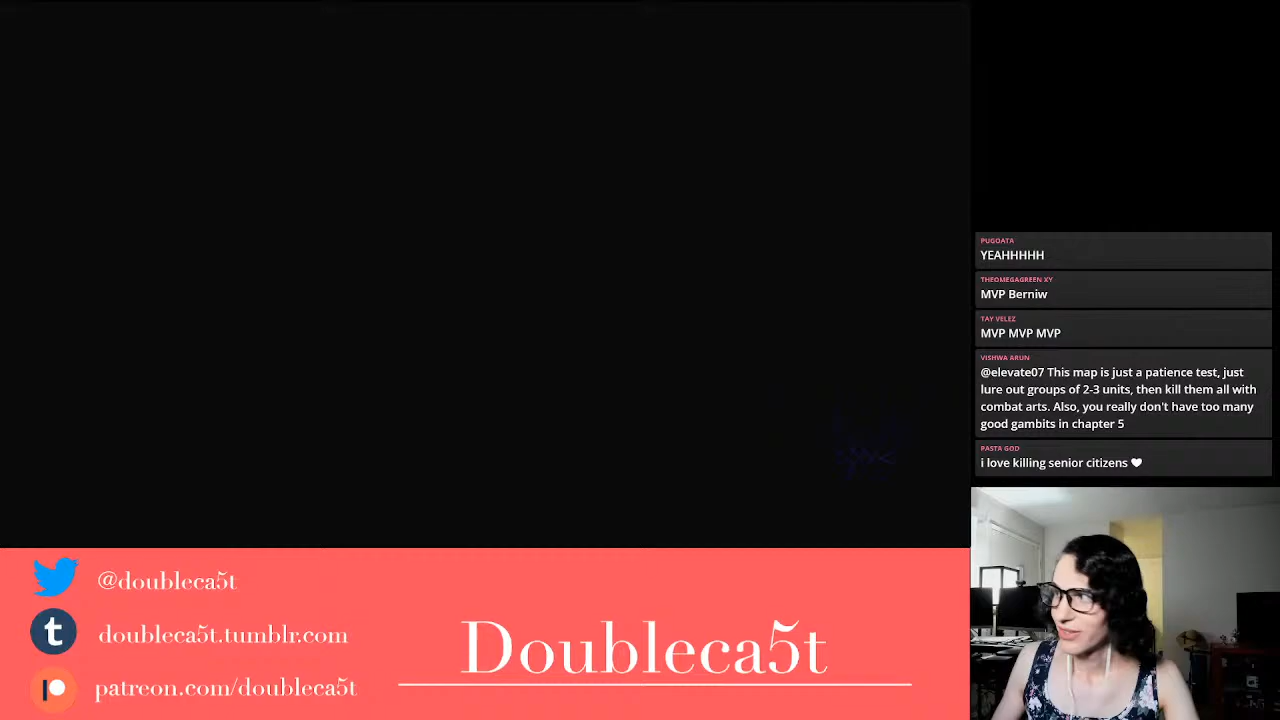 PUGOATA
YEAHHHHH
THEOMEGAGREEN XY
MVP Berniw
TAY VELEZ
MVP MVP MVP
VISHWA ARUN
@elevate07 This map is just a patience test, just
lure out groups of 2-3 units, then kill them all with
combat arts. Also, you really don't have too many
good gambits in chapter 5
PASTA GOD
i love killing senior citizens ♥
@doubleca5t
doubleca5t.tumblr.com
patreon.com/doubleca5t
Doubleca5t